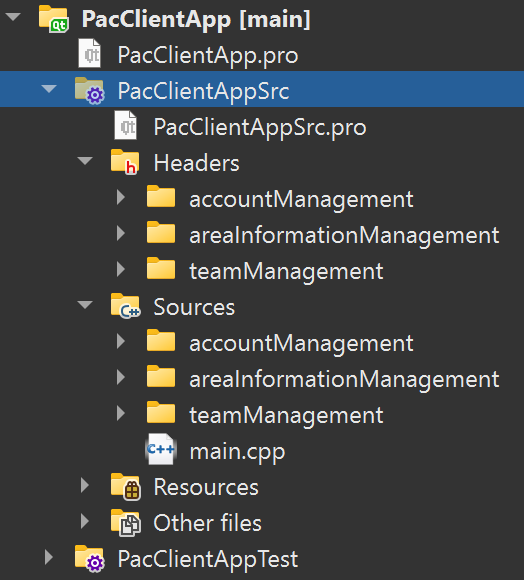 PacClientApp [main]
PacClientApp.pro
PacClientAppSrc
PacClientAppSrc.pro
Headers
accountManagement
areaInformationManagement
teamManagement
Sources
accountManagement
areaInformationManagement
teamManagement
main.cpp
Resources
Other files
PacClientAppTest